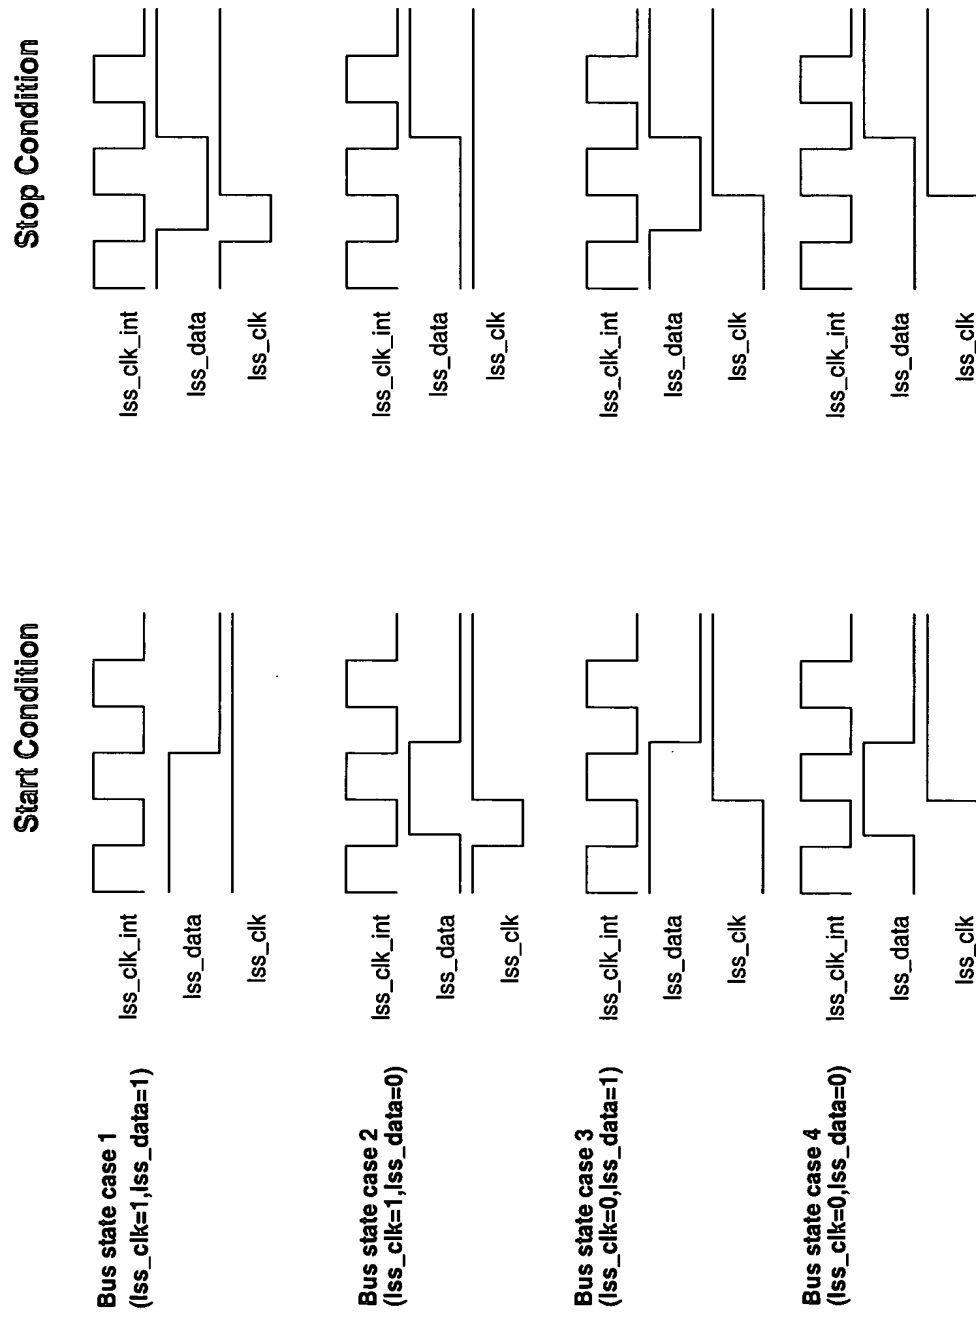 Start Condition
Stop Condition
Bus state case 1
(lss_clk=1,lss_data=1)
lss_clk_int
lss_data
lss_clk
lss_clk_int
lss_data
lss_clk
Bus state case 2
(lss_clk=1,lss_data=0)
lss_clk_int
lss_data
lss_clk
lss_clk_int
lss_data
lss_clk
Bus state case 3
(lss_clk=0,lss_data=1)
lss_clk_int
lss_data
lss_clk
lss_clk_int
lss_data
lss_clk
Bus state case 4
(lss_clk=0,lss_data=0)
lss_clk_int
lss_data
lss_clk
lss_clk_int
lss_data
lss_clk